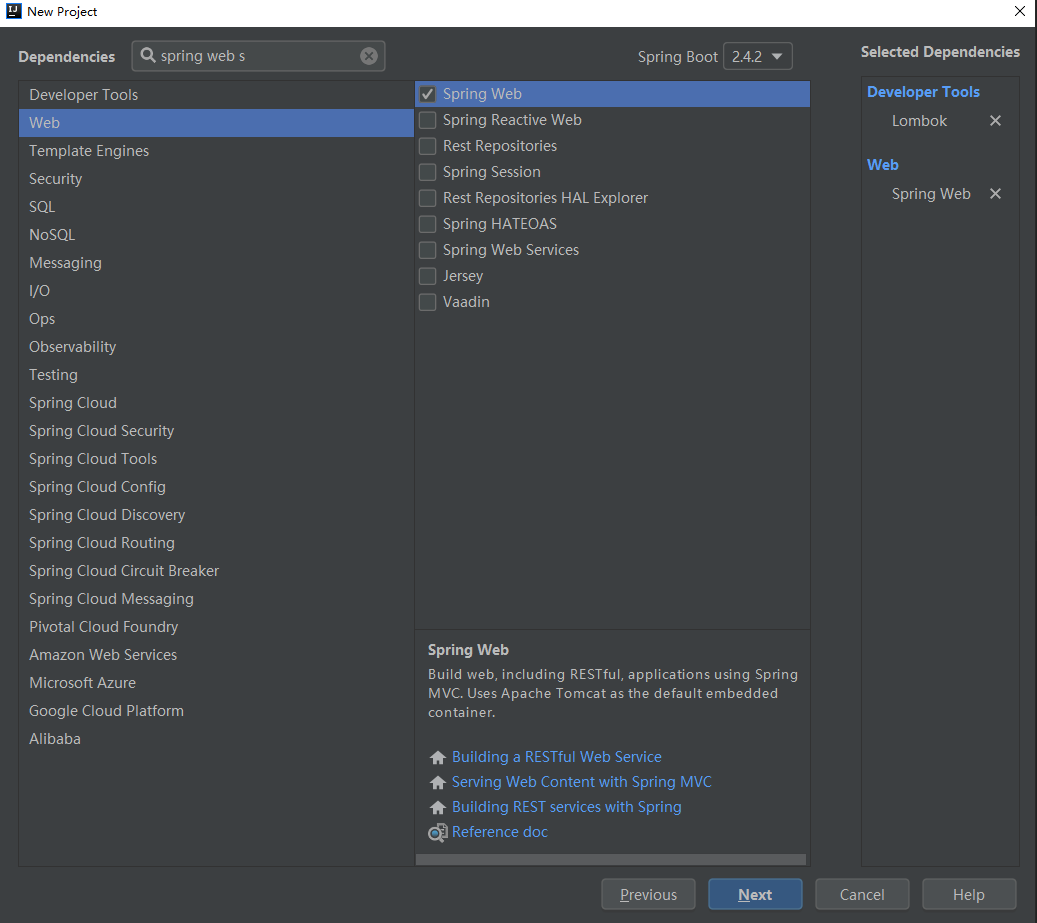 New Project
Dependencies
spring web s
Spring Boot
2.4.2
Selected Dependencies
Developer Tools
Web
Template Engines
Security
SQL
NoSQL
Messaging
I/O
Ops
Observability
Testing
Spring Cloud
Spring Cloud Security
Spring Cloud Tools
Spring Cloud Config
Spring Cloud Discovery
Spring Cloud Routing
Spring Cloud Circuit Breaker
Spring Cloud Messaging
Pivotal Cloud Foundry
Amazon Web Services
Microsoft Azure
Google Cloud Platform
Alibaba
Spring Web
Spring Reactive Web
Rest Repositories
Spring Session
Rest Repositories HAL Explorer
Spring HATEOAS
Spring Web Services
Jersey
Vaadin
Spring Web
Build web, including RESTful, applications using Spring
MVC. Uses Apache Tomcat as the default embedded
container.
Building a RESTful Web Service
Serving Web Content with Spring MVC
Building REST services with Spring
Reference doc
Developer Tools
Lombok
Web
Spring Web
Previous
Next
Cancel
Help